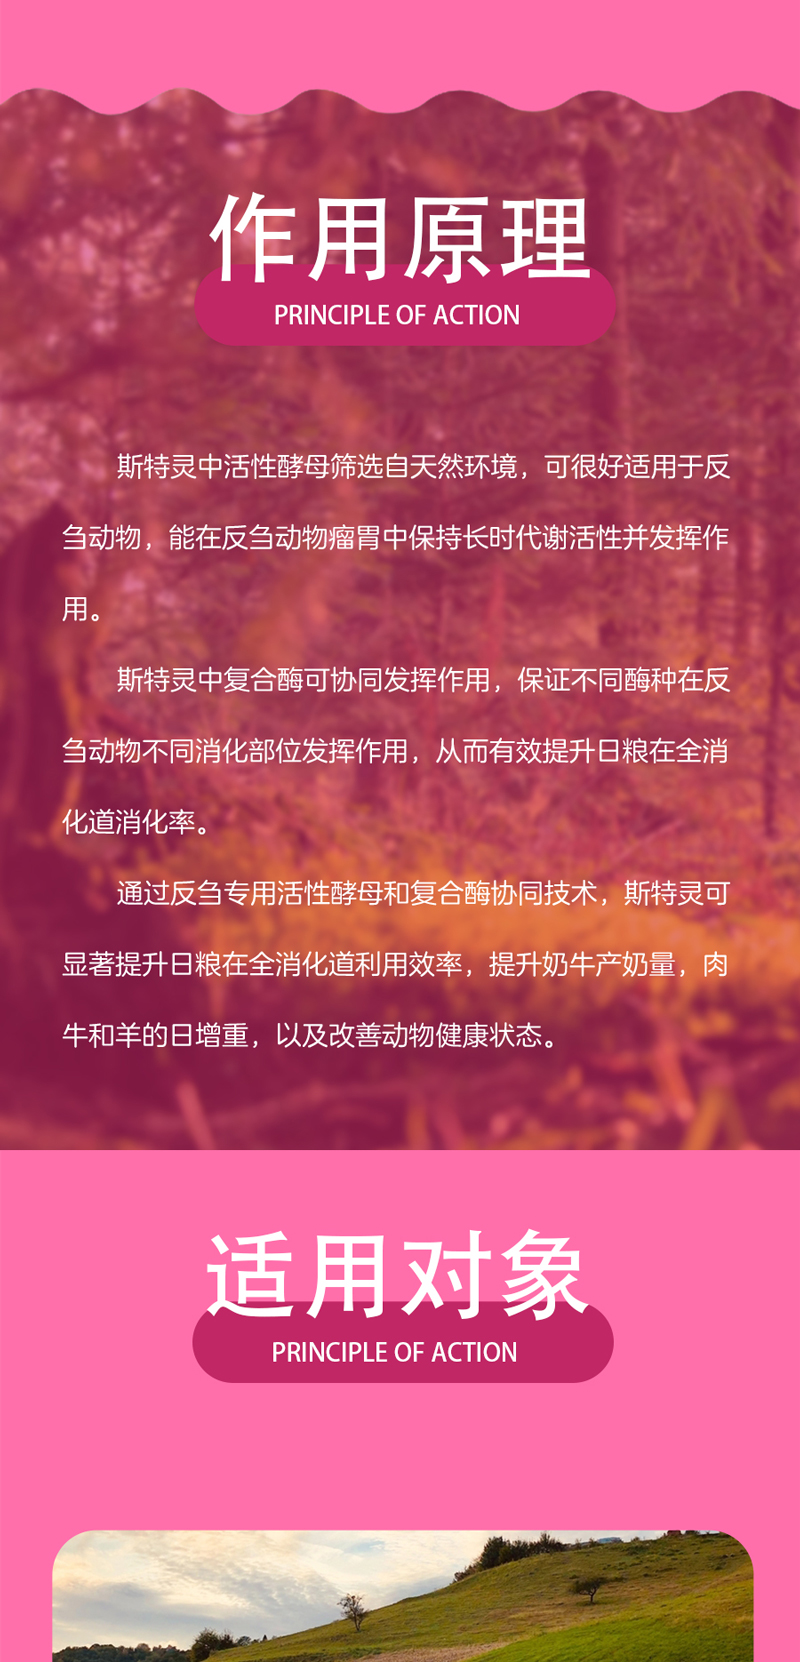 作用原理
PRINCIPLE OF ACTION
斯特灵中活性酵母筛选自天然环境，可很好适用于反
刍动物，能在反刍动物瘤胃中保持长时代谢活性并发挥作
用。
斯特灵中复合酶可协同发挥作用，保证不同酶种在反
刍动物不同消化部位发挥作用，从而有效提升日粮在全消
化道消化率。
通过反刍专用活性酵母和复合酶协同技术，斯特灵可
显著提升日粮在全消化道利用效率，提升奶牛产奶量，肉
牛和羊的日增重，以及改善动物健康状态。
适用对象
PRINCIPLE OF ACTION